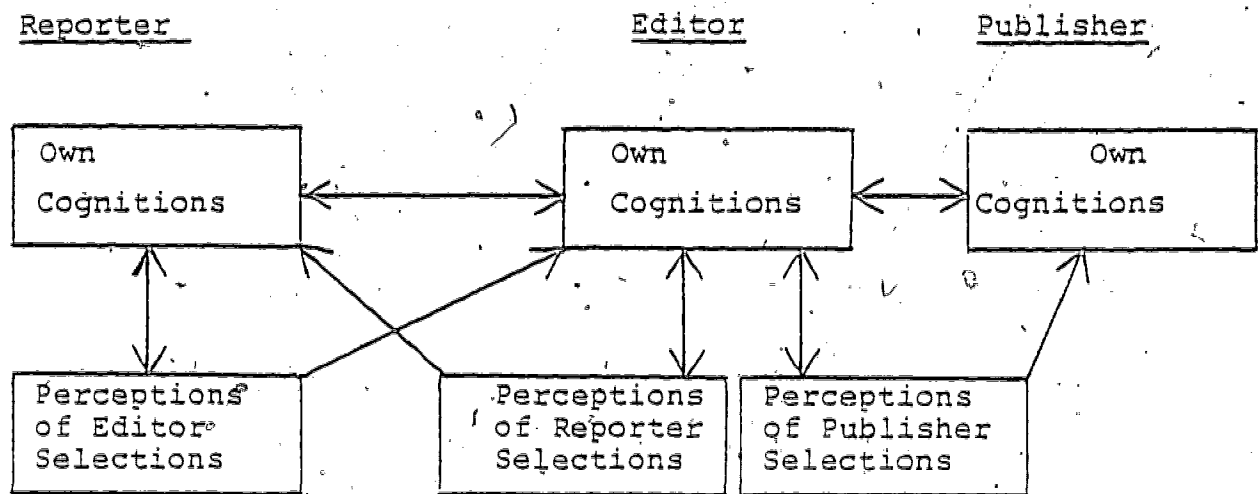 Reporter Editor Publisher
Own Own Own
Cognitions Cognitions Cognitions
Perceptions Perceptions Perceptions
of Editor of Reporter of Publisher
Selections Selections Selections